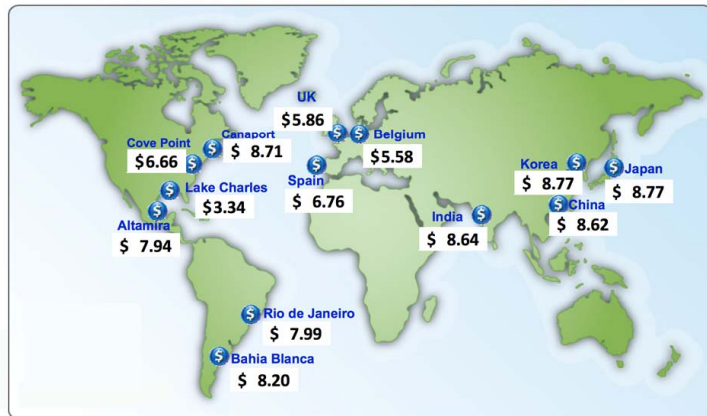 UK
$5.86
Belgium
$5.58
Cove Point
$6.66
Canaport
$ 8.71
Lake Charles
$3.34
Altamira
$ 7.94
Spain
$ 6.76
Korea
$ 8.77
Japan
$ 8.77
China
$ 8.62
India
$ 8.64
Rio de Janeiro
$ 7.99
Bahia Blanca
$ 8.20